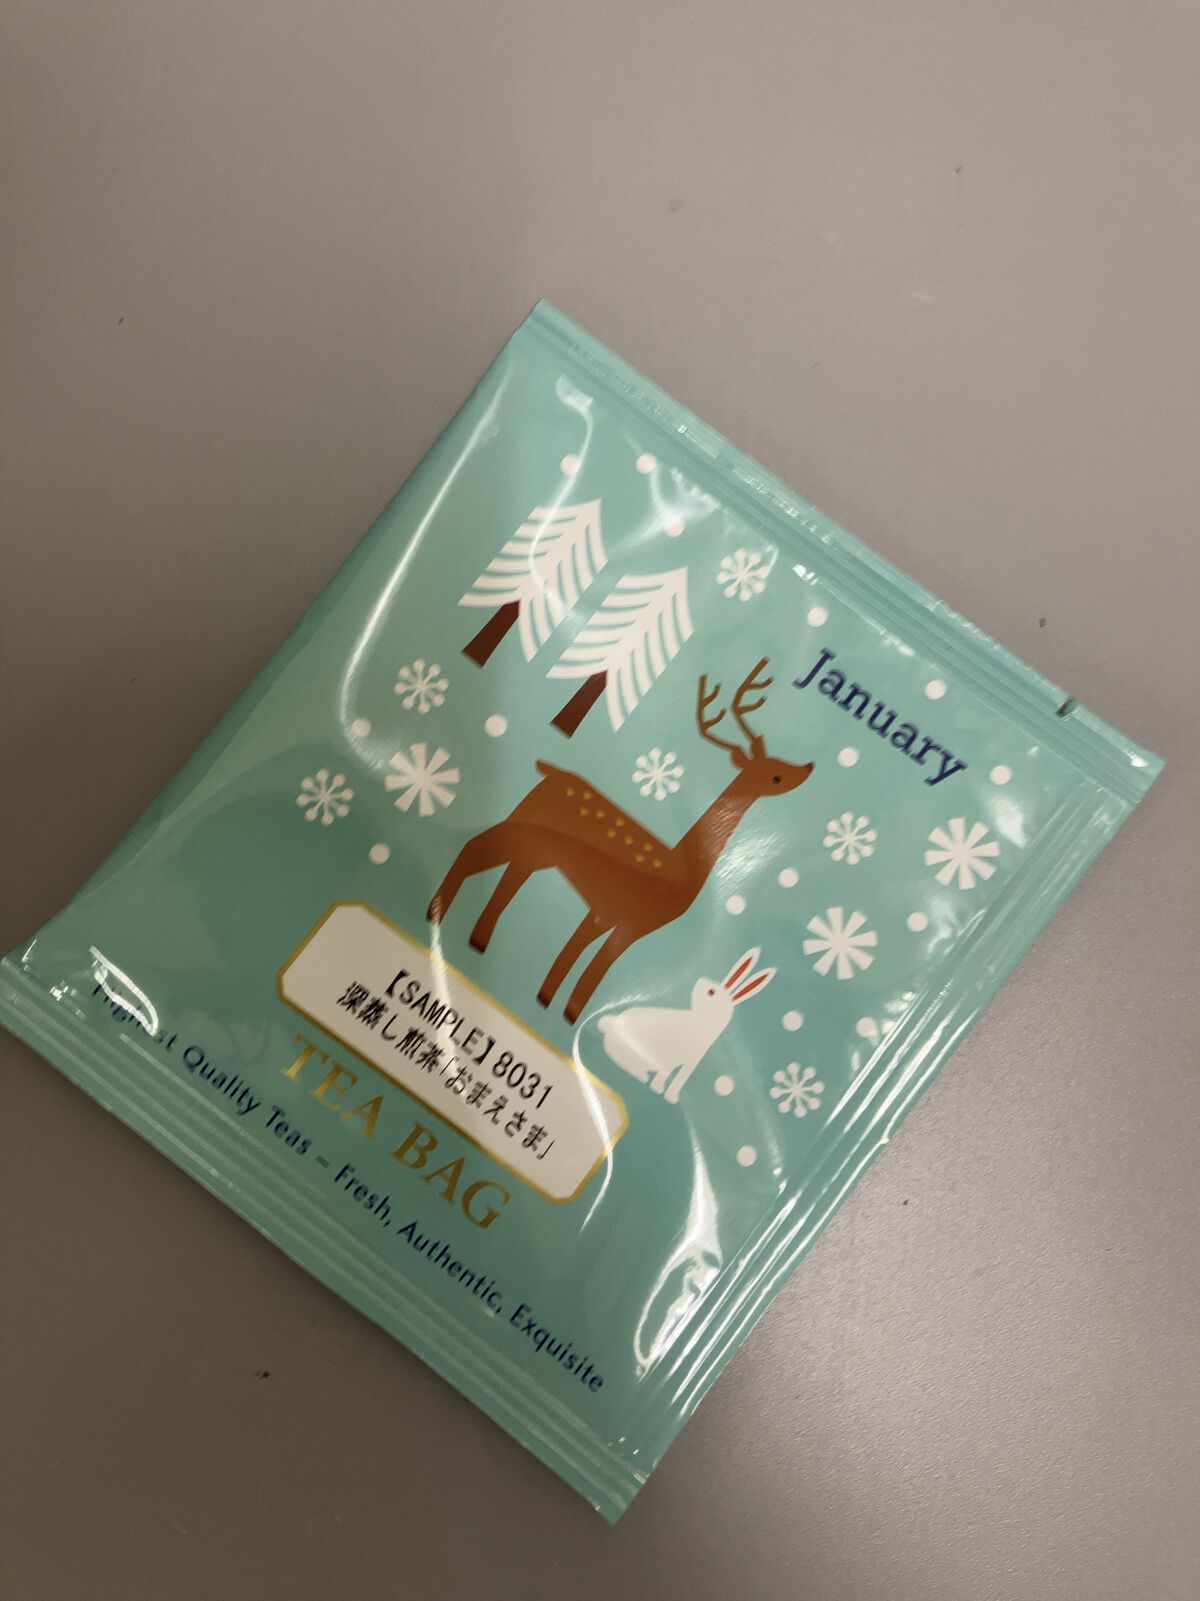 January
【SAMPLE】8031
深蒸し煎茶「おまえさま」
TEA BAG
Highest Quality Teas – Fresh, Authentic, Exquisite